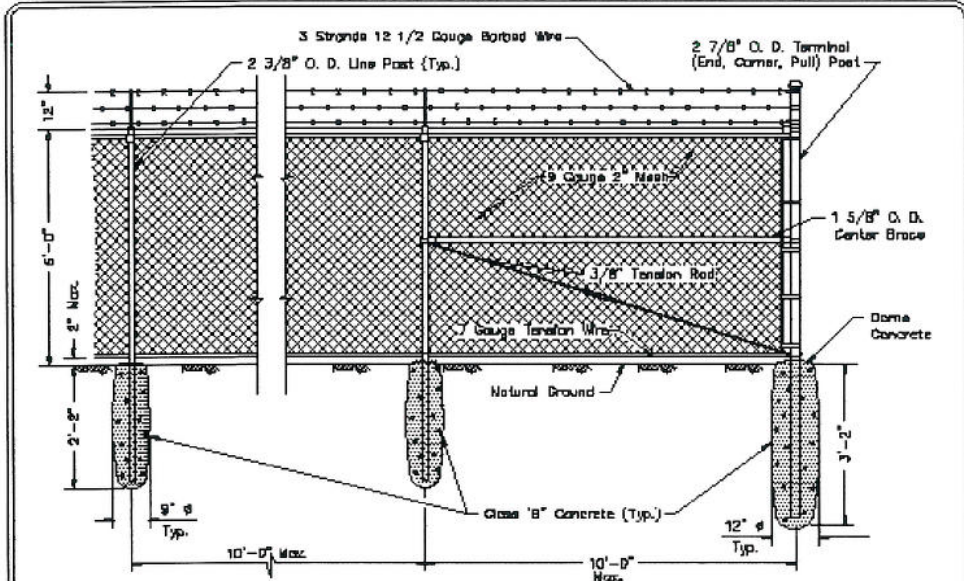 3 Strands 12 1/2 Gauge Barbed Wire
2 3/8" O. D. Line Post (Typ.)
2 7/8" O. D. Terminal
(End, Corner, Pull) Post
12"
9 Gauge 2" Mesh
1 5/8" O. D.
Center Brace
6'-0"
3/8" Tension Rod
2" Max.
7 Gauge Tension Wire
Dome
Concrete
Natural Ground
2'-8"
3'-2"
9" ø
Typ.
Class "B" Concrete (Typ.)
12" ø
Typ.
10'-0" Max.
10'-0"
Max.